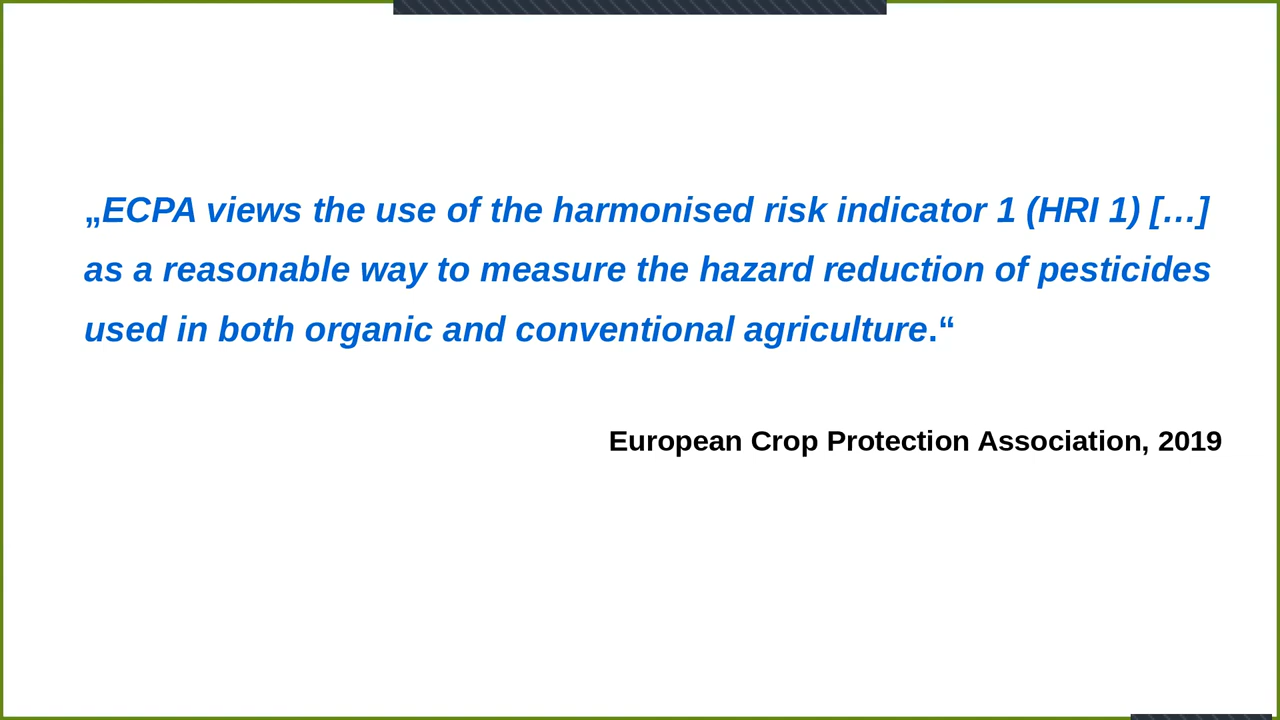 „ECPA views the use of the harmonised risk indicator 1 (HRI 1) […]
as a reasonable way to measure the hazard reduction of pesticides
used in both organic and conventional agriculture.“
European Crop Protection Association, 2019